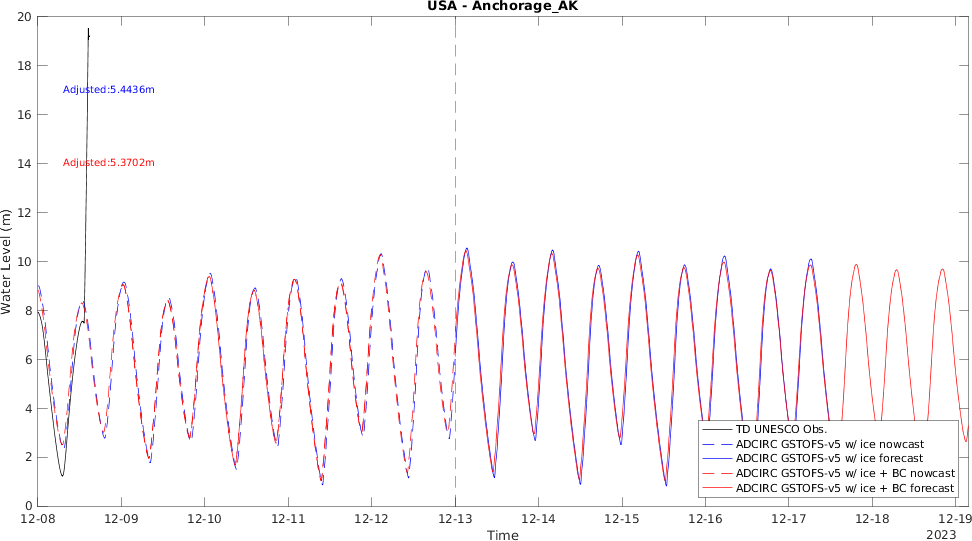 USA - Anchorage_AK
20
18
16
14
12
10
8
6
4
2
0
Water Level (m)
Adjusted:5.4436m
Adjusted:5.3702m
TD UNESCO Obs.
ADCIRC GSTOFS-v5 w/ ice nowcast
ADCIRC GSTOFS-v5 w/ ice forecast
ADCIRC GSTOFS-v5 w/ ice + BC nowcast
ADCIRC GSTOFS-v5 w/ ice + BC forecast
12-08 12-09 12-10 12-11 12-12 12-13 12-14 12-15 12-16 12-17 12-18 12-19
Time
2023